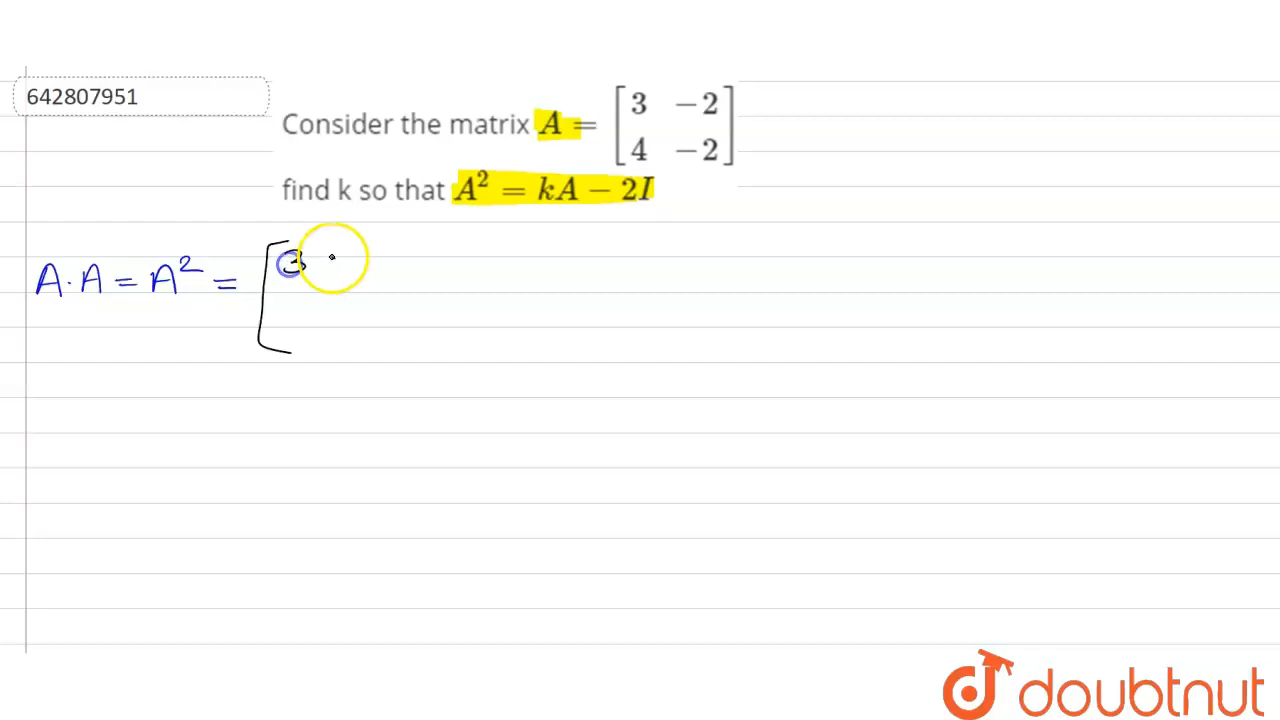 642807951
Consider the matrix A = [3 −2
4 −2]
find k so that A² = kA − 2I
A·A = A² = [3
doubtnut